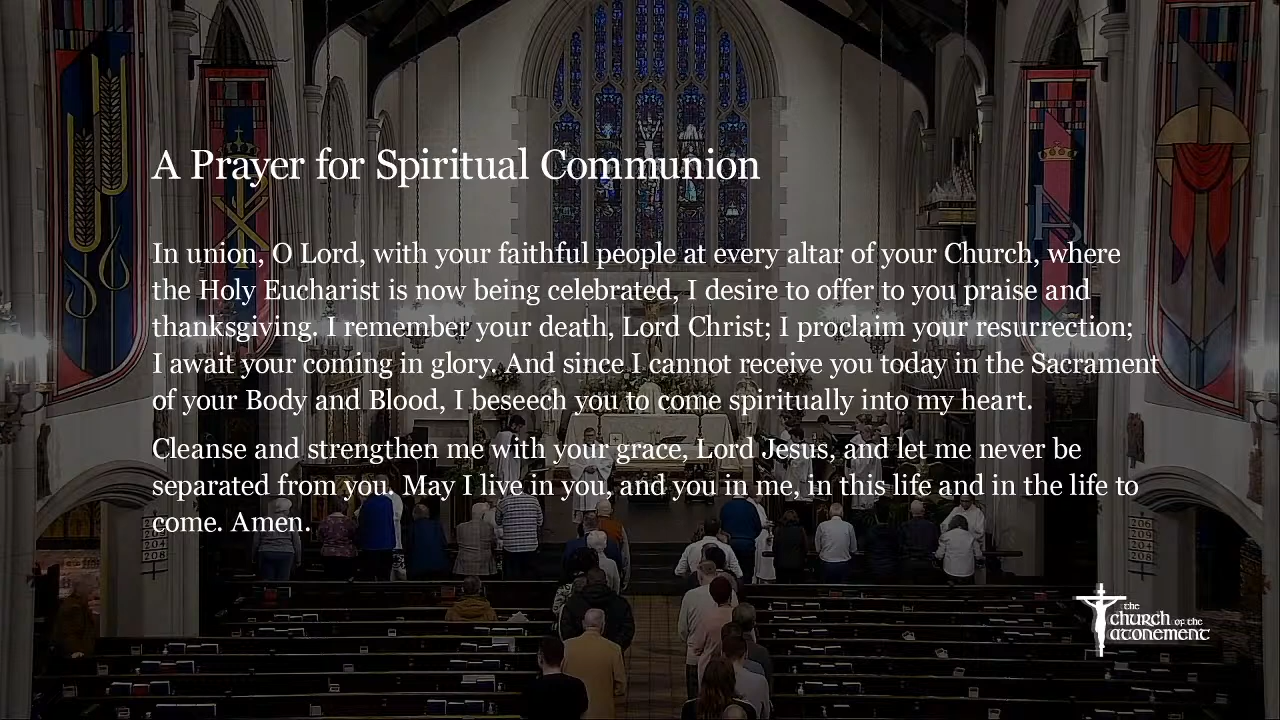 A Prayer for Spiritual Communion
In union, O Lord, with your faithful people at every altar of your Church, where
the Holy Eucharist is now being celebrated, I desire to offer to you praise and
thanksgiving. I remember your death, Lord Christ; I proclaim your resurrection;
I await your coming in glory. And since I cannot receive you today in the Sacrament
of your Body and Blood, I beseech you to come spiritually into my heart.
Cleanse and strengthen me with your grace, Lord Jesus, and let me never be
separated from you. May I live in you, and you in me, in this life and in the life to
come. Amen.
206
209
204
208
the
church of the
atonement